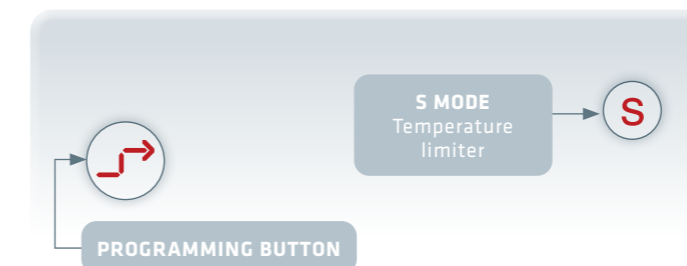 S MODE
Temperature
limiter
S
PROGRAMMING BUTTON